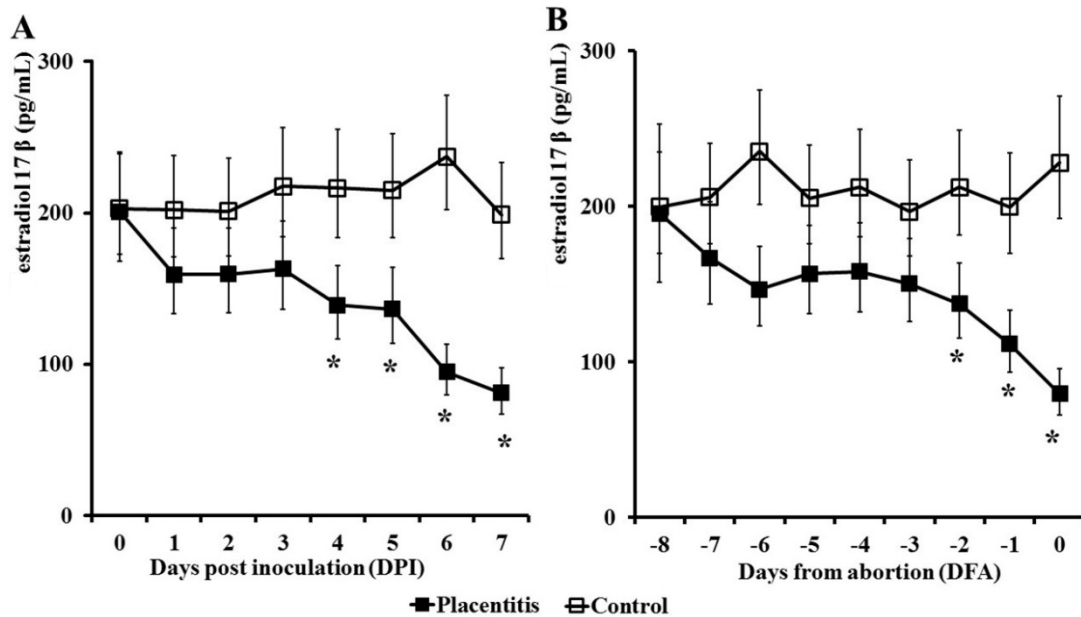 A
estradiol 17 β (pg/mL)
300
200
100
0
0 1 2 3 4 5 6 7
* * * *
Days post inoculation (DPI)
B
estradiol 17 β (pg/mL)
300
200
100
0
-8 -7 -6 -5 -4 -3 -2 -1 0
* * *
Days from abortion (DFA)
Placentitis Control